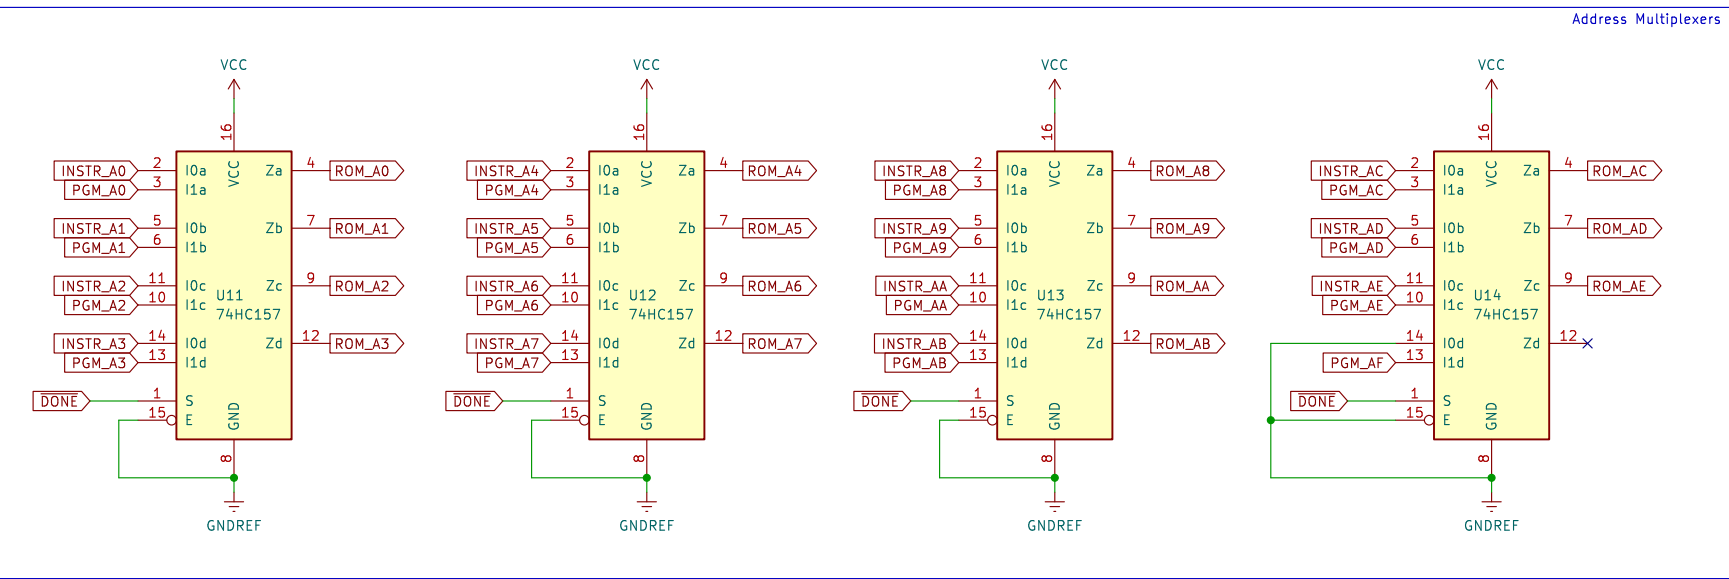 Address Multiplexers
VCC
16
INSTR_A0 2 I0a VCC Za 4 ROM_A0
PGM_A0 3 I1a
INSTR_A1 5 I0b Zb 7 ROM_A1
PGM_A1 6 I1b
INSTR_A2 11 I0c Zc 9 ROM_A2
U11
PGM_A2 10 I1c
74HC157
INSTR_A3 14 I0d Zd 12 ROM_A3
PGM_A3 13 I1d
DONE 1 S
15 E GND
8
GNDREF
VCC
16
INSTR_A4 2 I0a VCC Za 4 ROM_A4
PGM_A4 3 I1a
INSTR_A5 5 I0b Zb 7 ROM_A5
PGM_A5 6 I1b
INSTR_A6 11 I0c Zc 9 ROM_A6
U12
PGM_A6 10 I1c
74HC157
INSTR_A7 14 I0d Zd 12 ROM_A7
PGM_A7 13 I1d
DONE 1 S
15 E GND
8
GNDREF
VCC
16
INSTR_A8 2 I0a VCC Za 4 ROM_A8
PGM_A8 3 I1a
INSTR_A9 5 I0b Zb 7 ROM_A9
PGM_A9 6 I1b
INSTR_AA 11 I0c Zc 9 ROM_AA
U13
PGM_AA 10 I1c
74HC157
INSTR_AB 14 I0d Zd 12 ROM_AB
PGM_AB 13 I1d
DONE 1 S
15 E GND
8
GNDREF
VCC
16
INSTR_AC 2 I0a VCC Za 4 ROM_AC
PGM_AC 3 I1a
INSTR_AD 5 I0b Zb 7 ROM_AD
PGM_AD 6 I1b
INSTR_AE 11 I0c Zc 9 ROM_AE
U14
PGM_AE 10 I1c
74HC157
14 I0d Zd 12
PGM_AF 13 I1d
DONE 1 S
15 E GND
8
GNDREF